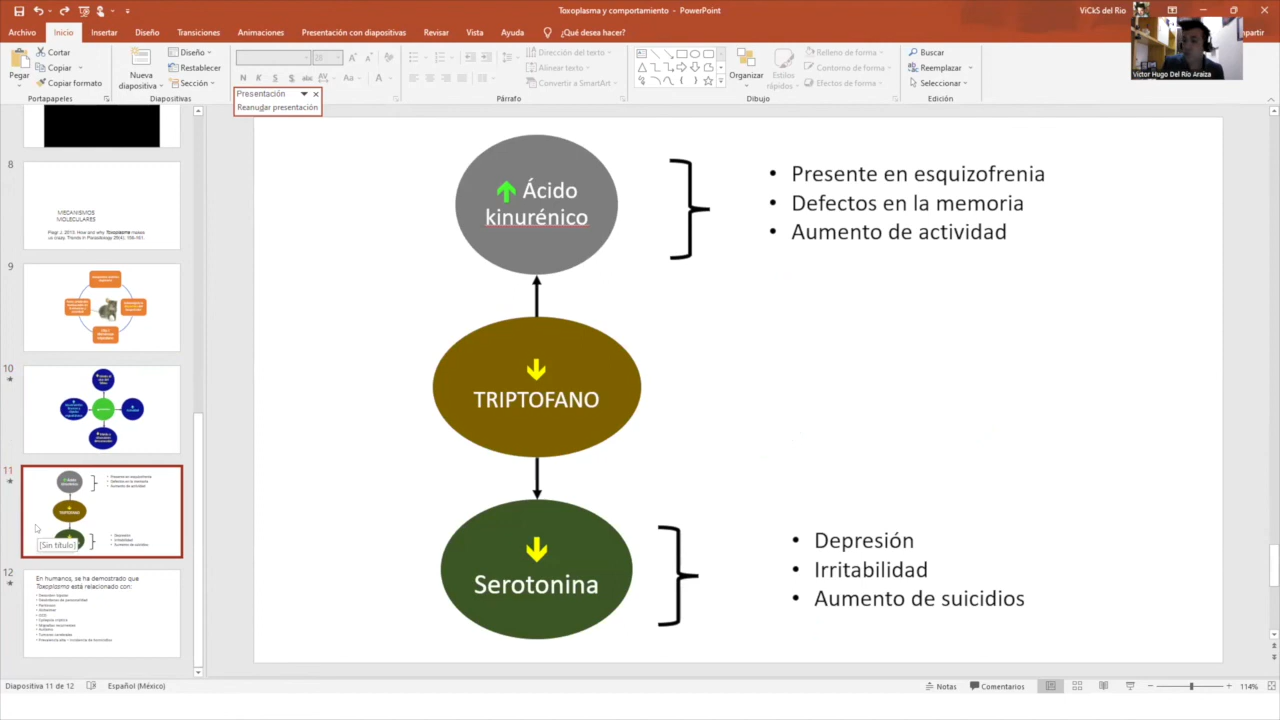 Toxoplasma y comportamiento - PowerPoint
ViCkS del Rio
Archivo Inicio Insertar Diseño Transiciones Animaciones Presentación con diapositivas Revisar Vista Ayuda ¿Qué desea hacer?
Victor Hugo Del Río Araiza
Pegar
Cortar
Copiar
Copiar formato
Portapapeles
Nueva
diapositiva
Diseño
Restablecer
Sección
Diapositivas
N K S S abc AV Aa A
Presentación
Reanudar presentación
Dirección del texto
Alinear texto
Convertir a SmartArt
Párrafo
Organizar
Estilos
rápidos
Relleno de forma
Contorno de forma
Efectos de forma
Dibujo
Buscar
Reemplazar
Seleccionar
Edición
8
MECANISMOS
MOLECULARES
9
10
11
[Sin título]
12
En humanos, se ha demostrado que
Toxoplasma está relacionado con:
Ácido
kinurénico
• Presente en esquizofrenia
• Defectos en la memoria
• Aumento de actividad
TRIPTOFANO
Serotonina
• Depresión
• Irritabilidad
• Aumento de suicidios
Diapositiva 11 de 12 Español (México) Notas Comentarios 114%